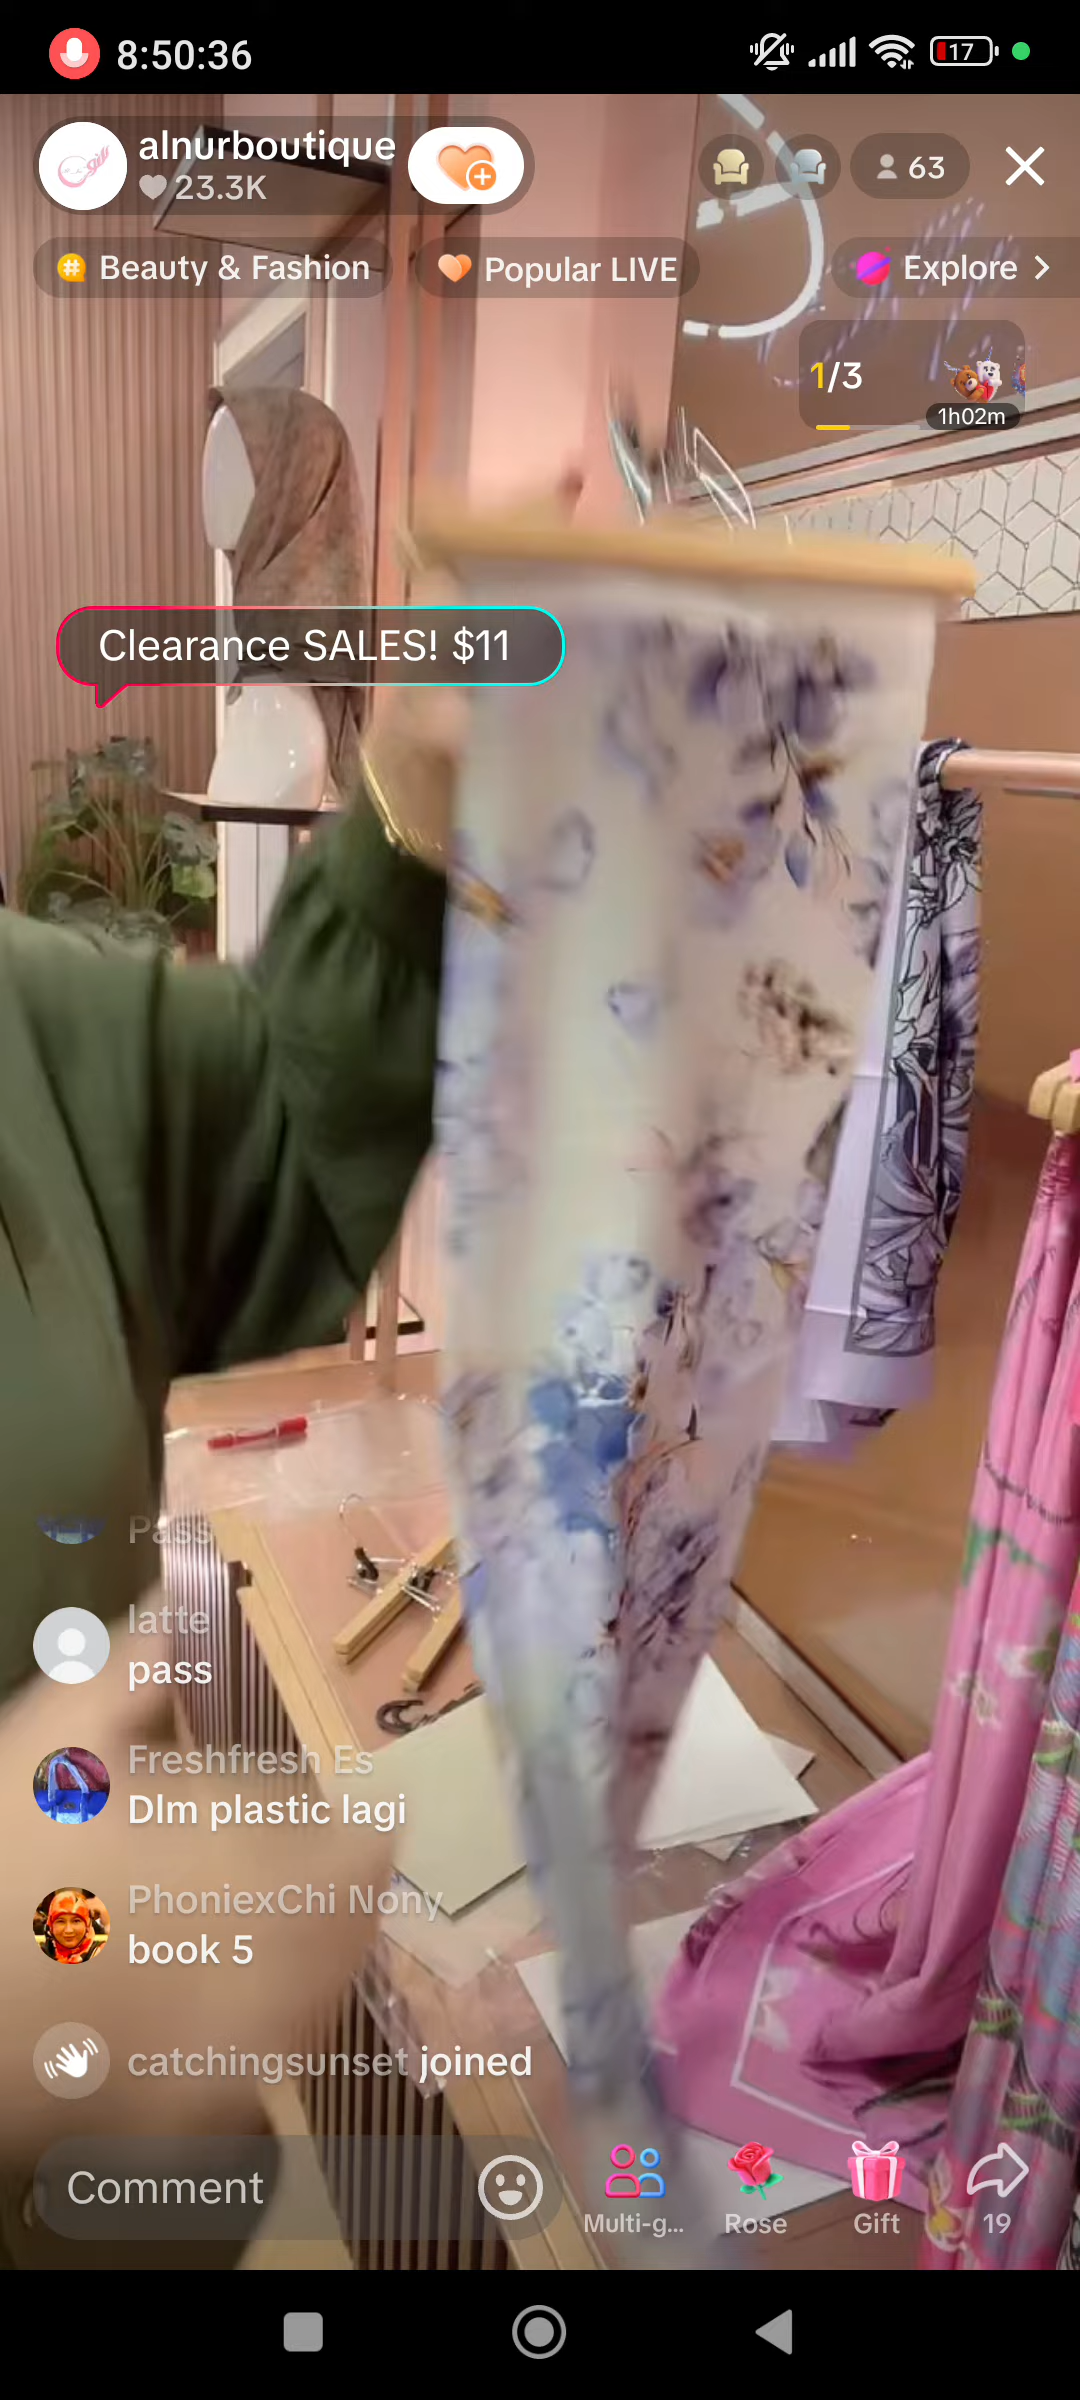 8:50:36
17
alnurboutique
23.3K
63
Beauty & Fashion
Popular LIVE
Explore
1/3
1h02m
Clearance SALES! $11
Pass
latte
pass
Freshfresh Es
Dlm plastic lagi
PhoniexChi Nony
book 5
catchingsunset joined
Comment
Multi-g...
Rose
Gift
19